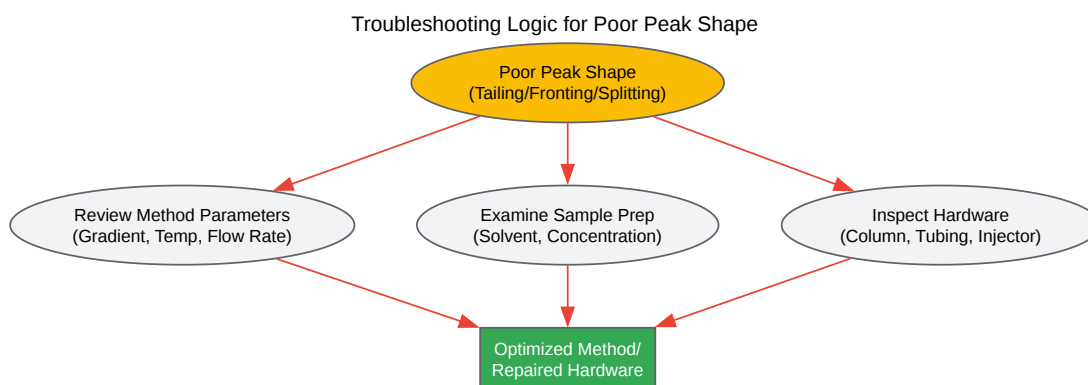 Troubleshooting Logic for Poor Peak Shape
Poor Peak Shape
(Tailing/Fronting/Splitting)
Review Method Parameters
(Gradient, Temp, Flow Rate)
Examine Sample Prep
(Solvent, Concentration)
Inspect Hardware
(Column, Tubing, Injector)
Optimized Method/
Repaired Hardware